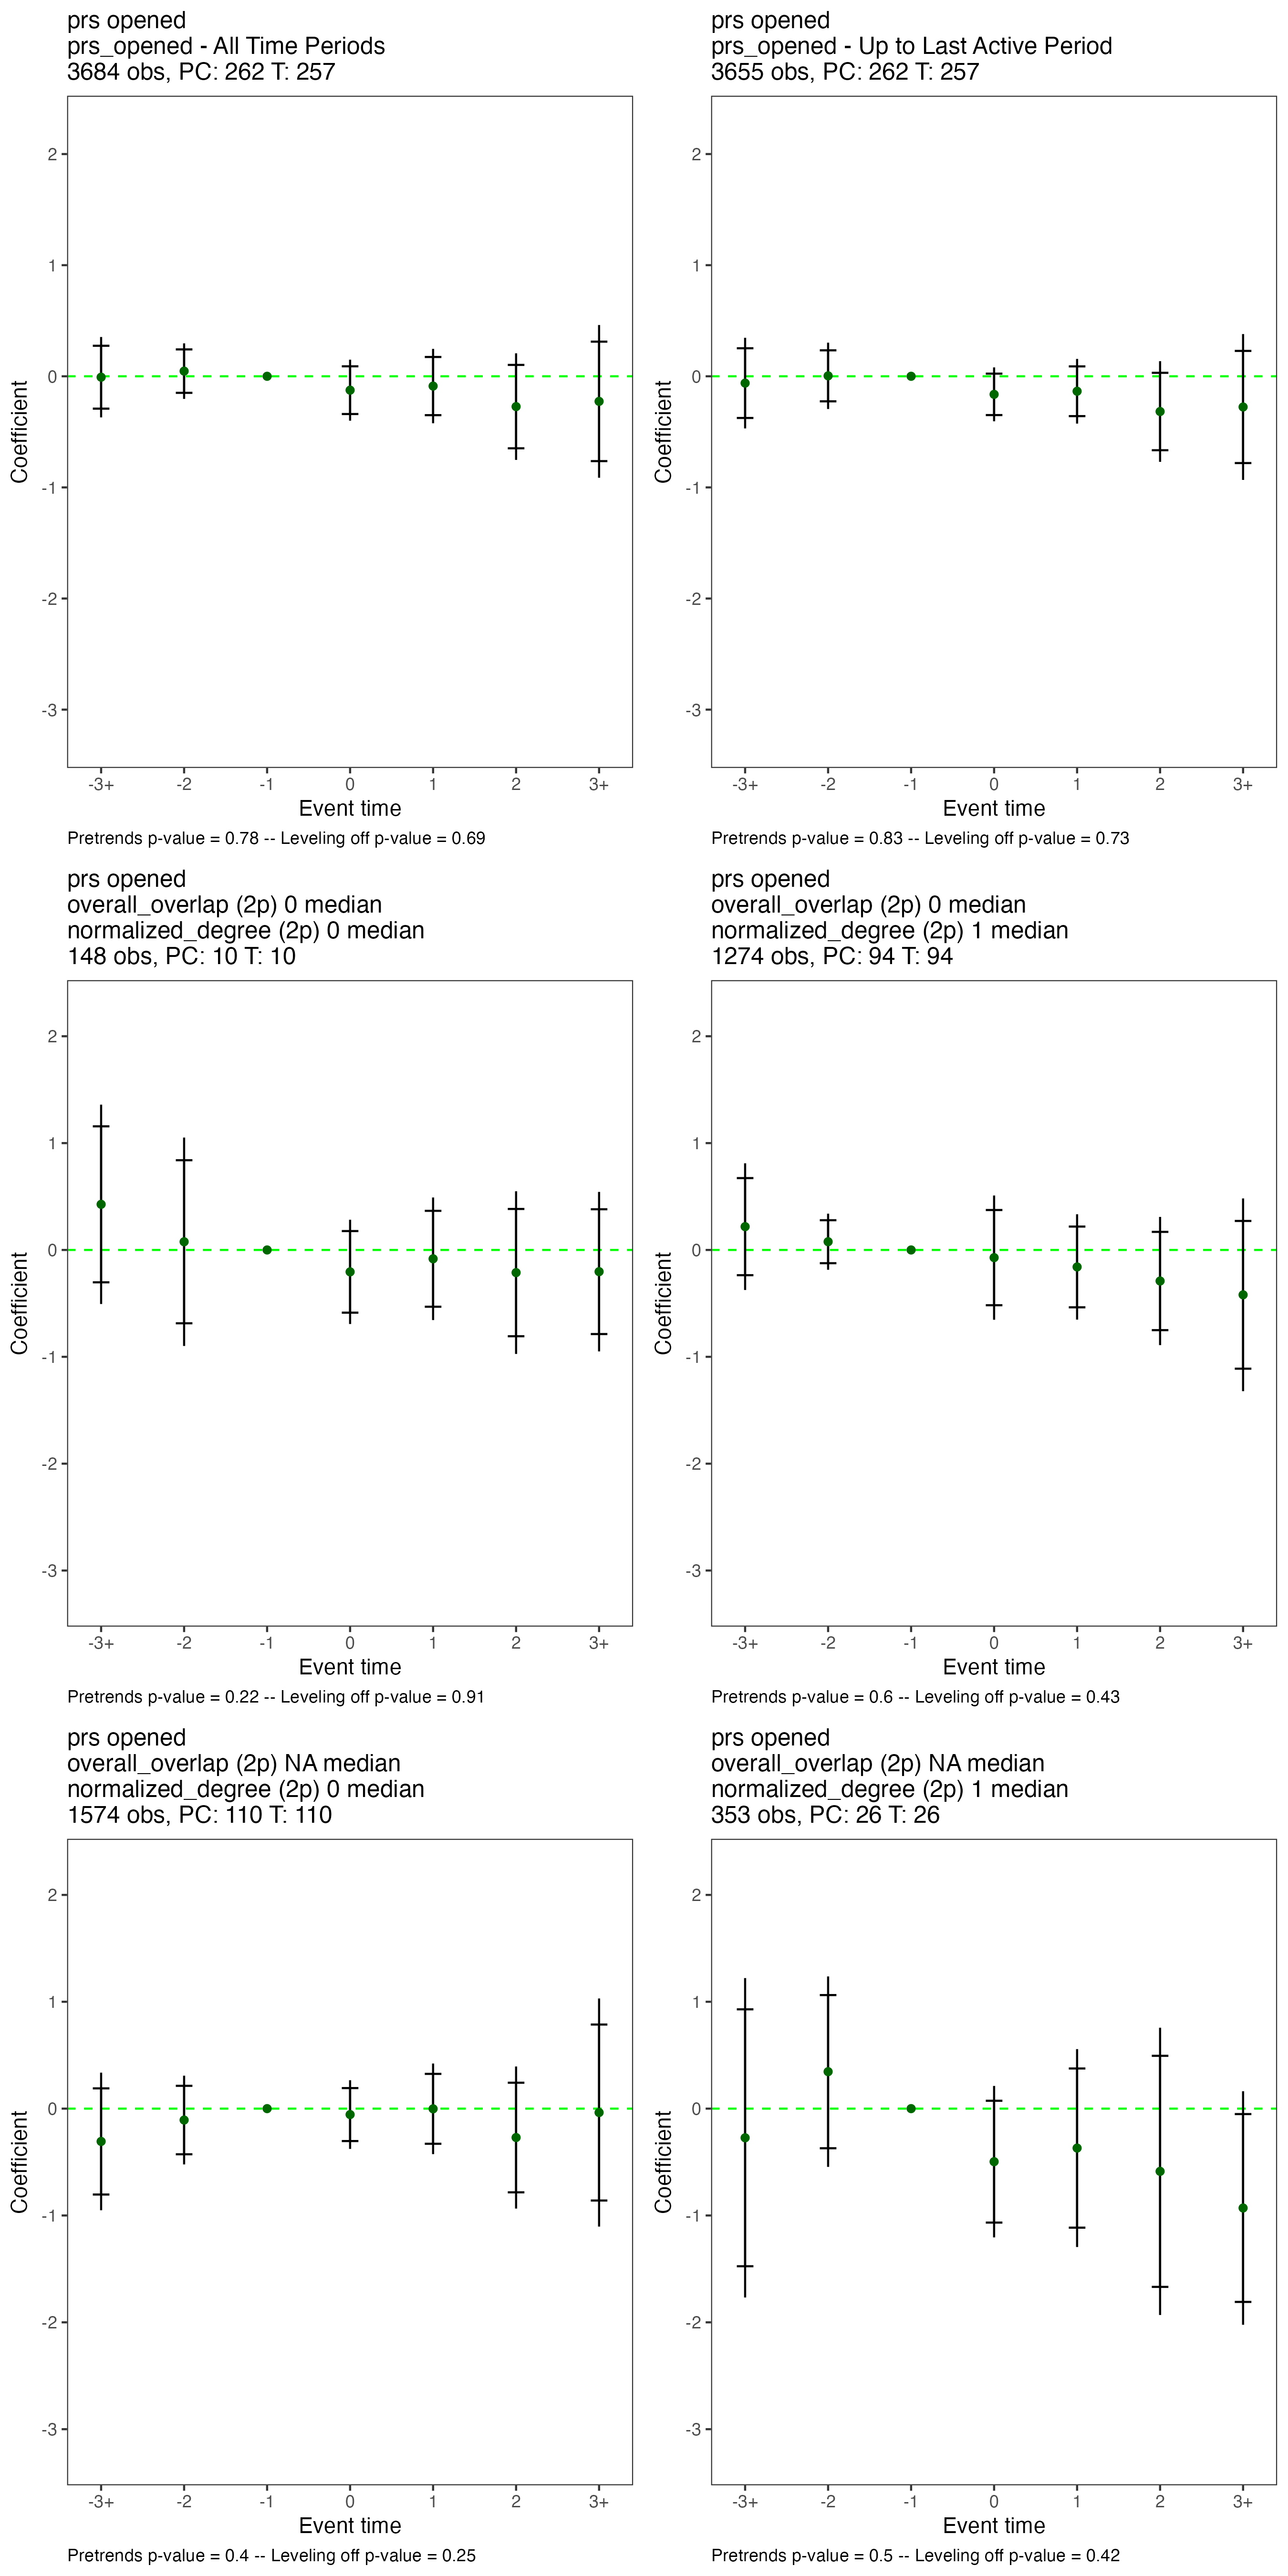 prs opened
prs_opened - All Time Periods
3684 obs, PC: 262 T: 257
2
1
0
-1
-2
-3
Coefficient
-3+ -2 -1 0 1 2 3+
Event time
Pretrends p-value = 0.78 -- Leveling off p-value = 0.69
prs opened
prs_opened - Up to Last Active Period
3655 obs, PC: 262 T: 257
2
1
0
-1
-2
-3
Coefficient
-3+ -2 -1 0 1 2 3+
Event time
Pretrends p-value = 0.83 -- Leveling off p-value = 0.73
prs opened
overall_overlap (2p) 0 median
normalized_degree (2p) 0 median
148 obs, PC: 10 T: 10
2
1
0
-1
-2
-3
Coefficient
-3+ -2 -1 0 1 2 3+
Event time
Pretrends p-value = 0.22 -- Leveling off p-value = 0.91
prs opened
overall_overlap (2p) 0 median
normalized_degree (2p) 1 median
1274 obs, PC: 94 T: 94
2
1
0
-1
-2
-3
Coefficient
-3+ -2 -1 0 1 2 3+
Event time
Pretrends p-value = 0.6 -- Leveling off p-value = 0.43
prs opened
overall_overlap (2p) NA median
normalized_degree (2p) 0 median
1574 obs, PC: 110 T: 110
2
1
0
-1
-2
-3
Coefficient
-3+ -2 -1 0 1 2 3+
Event time
Pretrends p-value = 0.4 -- Leveling off p-value = 0.25
prs opened
overall_overlap (2p) NA median
normalized_degree (2p) 1 median
353 obs, PC: 26 T: 26
2
1
0
-1
-2
-3
Coefficient
-3+ -2 -1 0 1 2 3+
Event time
Pretrends p-value = 0.5 -- Leveling off p-value = 0.42